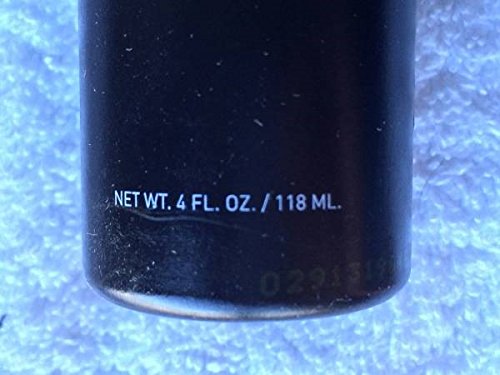 NET WT. 4 FL. OZ. / 118 ML.